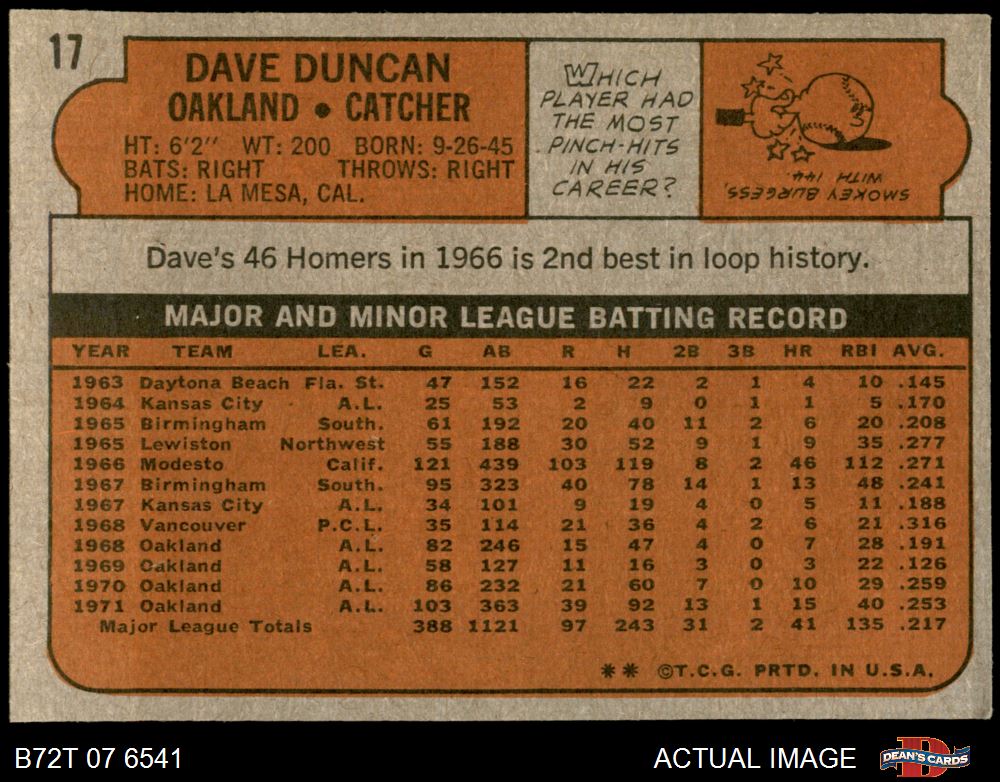 17
DAVE DUNCAN
OAKLAND • CATCHER
HT: 6'2" WT: 200 BORN: 9-26-45
BATS: RIGHT THROWS: RIGHT
HOME: LA MESA, CAL.
WHICH
PLAYER HAD
THE MOST
PINCH-HITS
IN HIS
CAREER?
SMOKEY BURGESS,
WITH 144.
Dave's 46 Homers in 1966 is 2nd best in loop history.
MAJOR AND MINOR LEAGUE BATTING RECORD
YEAR TEAM LEA. G AB R H 2B 3B HR RBI AVG.
1963 Daytona Beach Fla. St. 47 152 16 22 2 1 4 10 .145
1964 Kansas City A.L. 25 53 2 9 0 1 1 5 .170
1965 Birmingham South. 61 192 20 40 11 2 6 20 .208
1965 Lewiston Northwest 55 188 30 52 9 1 9 35 .277
1966 Modesto Calif. 121 439 103 119 8 2 46 112 .271
1967 Birmingham South. 95 323 40 78 14 1 13 48 .241
1967 Kansas City A.L. 34 101 9 19 4 0 5 11 .188
1968 Vancouver P.C.L. 35 114 21 36 4 2 6 21 .316
1968 Oakland A.L. 82 246 15 47 4 0 7 28 .191
1969 Oakland A.L. 58 127 11 16 3 0 3 22 .126
1970 Oakland A.L. 86 232 21 60 7 0 10 29 .259
1971 Oakland A.L. 103 363 39 92 13 1 15 40 .253
Major League Totals 388 1121 97 243 31 2 41 135 .217
** ©T.C.G. PRTD. IN U.S.A.
B72T 07 6541
ACTUAL IMAGE
DEAN'S CARDS